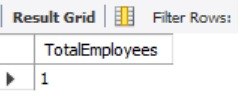 Result Grid Filter Rows:
TotalEmployees
1